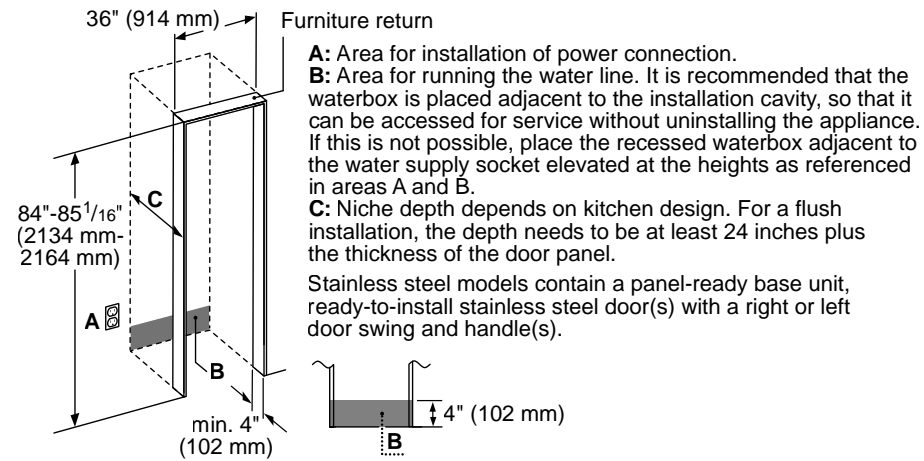 36" (914 mm)
Furniture return
A: Area for installation of power connection.
B: Area for running the water line. It is recommended that the
waterbox is placed adjacent to the installation cavity, so that it
can be accessed for service without uninstalling the appliance.
If this is not possible, place the recessed waterbox adjacent to
the water supply socket elevated at the heights as referenced
in areas A and B.
C: Niche depth depends on kitchen design. For a flush
installation, the depth needs to be at least 24 inches plus
the thickness of the door panel.
Stainless steel models contain a panel-ready base unit,
ready-to-install stainless steel door(s) with a right or left
door swing and handle(s).
C
84"-85 1/16"
(2134 mm-
2164 mm)
A
B
min. 4"
(102 mm)
4" (102 mm)
B